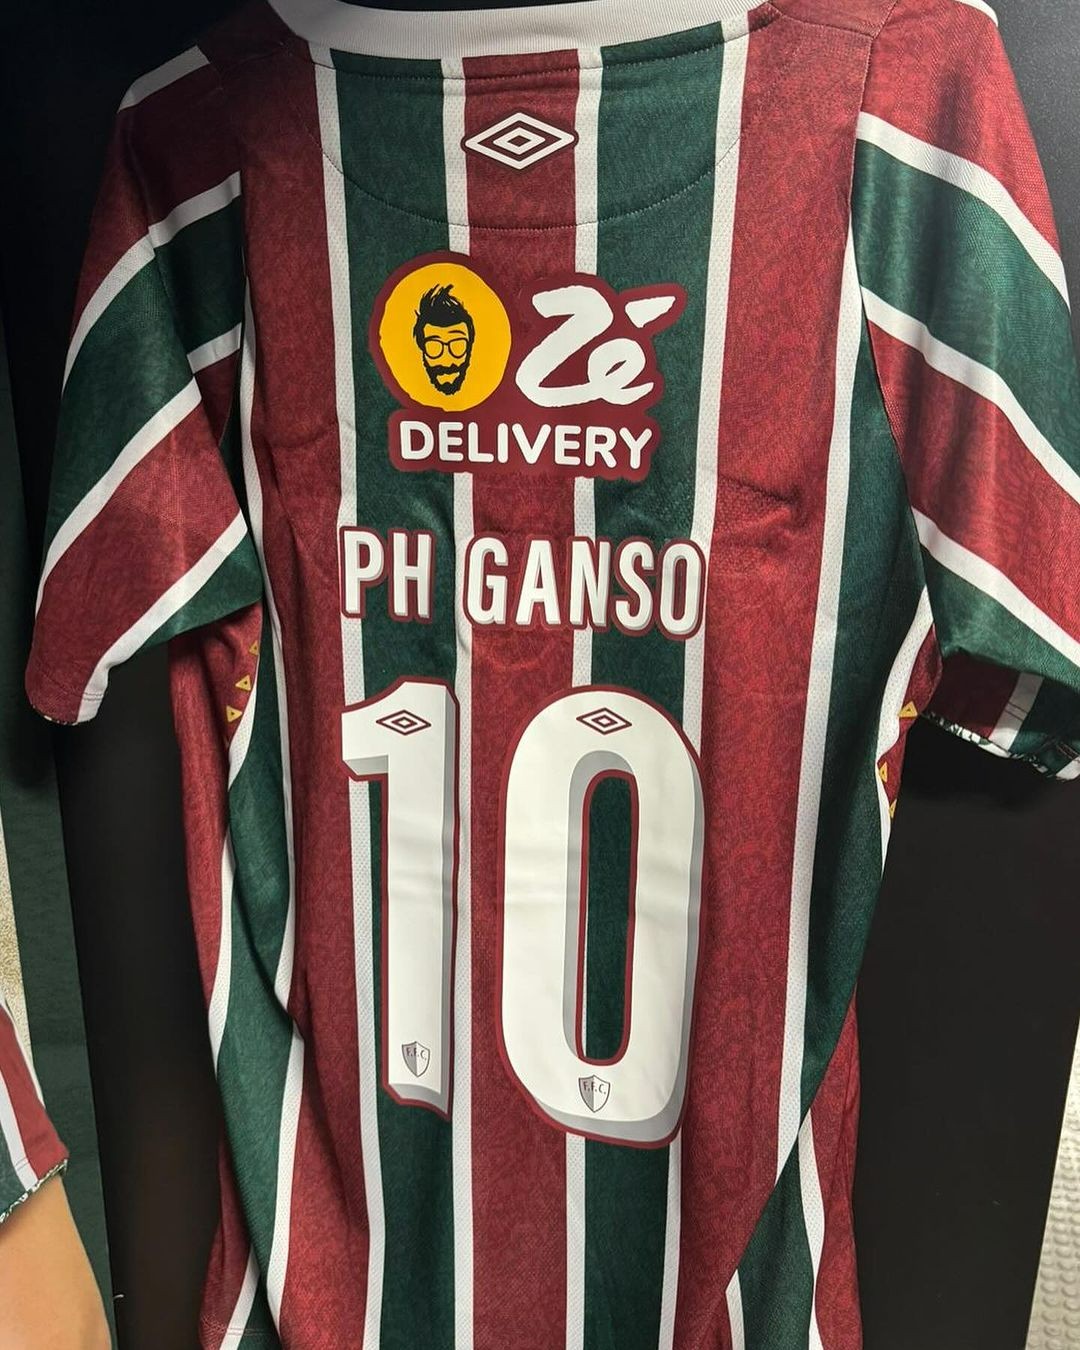 Zé
DELIVERY
PH GANSO
10
F.F.C.
F.F.C.